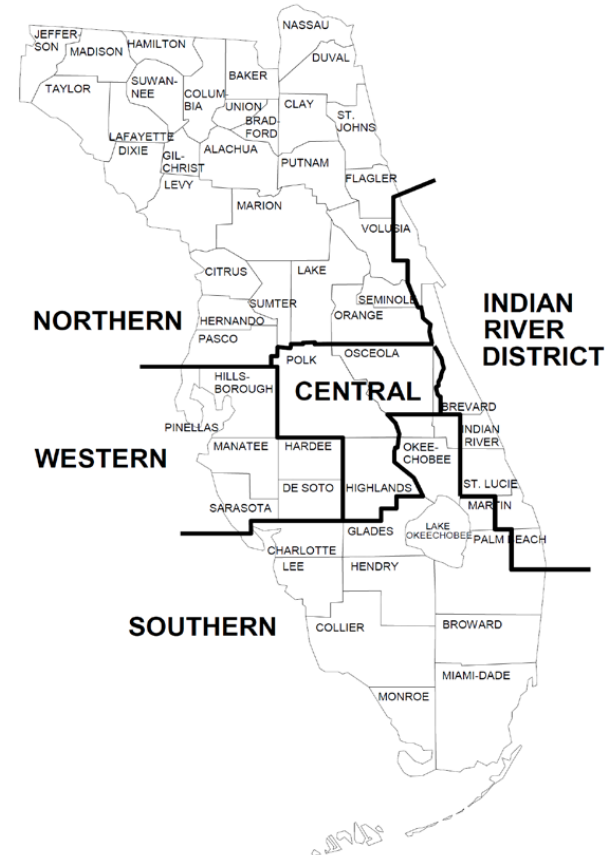 NASSAU
JEFFER
SON
HAMILTON
MADISON
DUVAL
BAKER
TAYLOR
SUWAN-
NEE
COLUM-
BIA
UNION
CLAY
BRAD-
FORD
ST.
JOHNS
LAFAYETTE
DIXIE
GIL-
CHRIST
ALACHUA
PUTNAM
LEVY
FLAGLER
MARION
VOLUSIA
CITRUS
LAKE
SUMTER
SEMINOLE
ORANGE
HERNANDO
PASCO
NORTHERN
INDIAN
RIVER
DISTRICT
POLK
OSCEOLA
HILLS-
BOROUGH
CENTRAL
BREVARD
PINELLAS
INDIAN
RIVER
WESTERN
MANATEE
HARDEE
OKEE-
CHOBEE
DE SOTO
HIGHLANDS
ST. LUCIE
SARASOTA
MARTIN
GLADES
LAKE
OKEECHOBEE
PALM BEACH
CHARLOTTE
LEE
HENDRY
SOUTHERN
COLLIER
BROWARD
MIAMI-DADE
MONROE